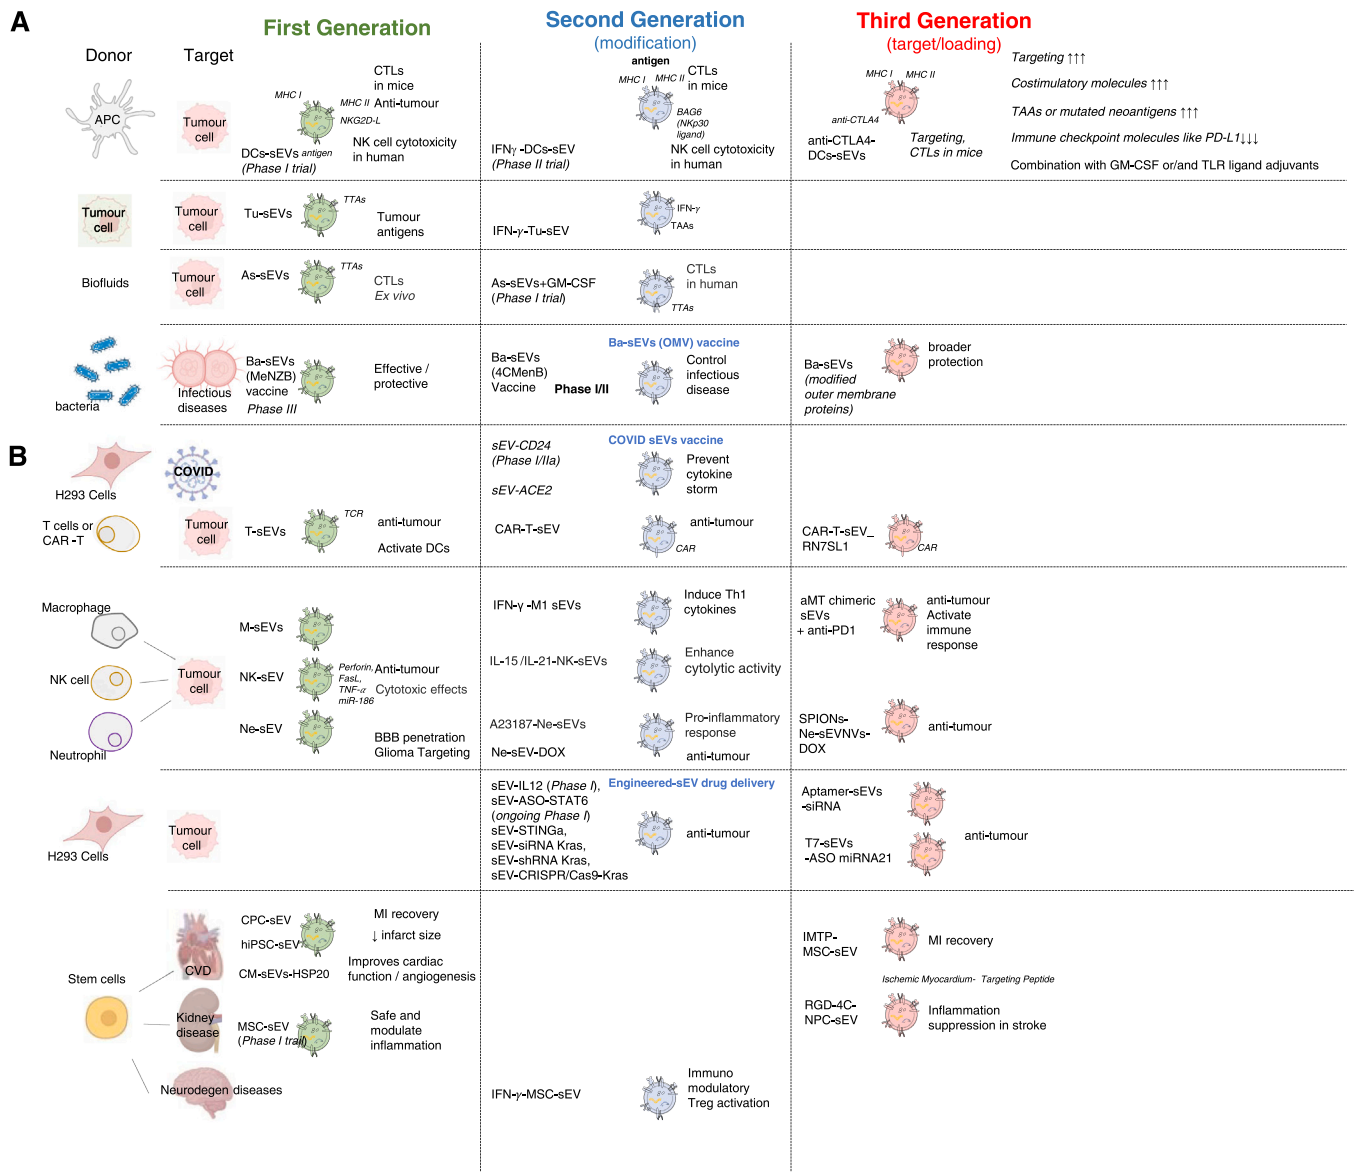 A
First Generation
Second Generation
(modification)
Third Generation
(target/loading)
Donor
Target
APC
Tumour
cell
MHC I
CTLs
in mice
MHC II Anti-tumour
NKG2D-L
NK cell cytotoxicity
in human
DCs-sEVs antigen
(Phase I trial)
antigen
MHC I MHC II
CTLs
in mice
BAG6
(NKp30
ligand)
IFNγ -DCs-sEV
(Phase II trial)
NK cell cytotoxicity
in human
MHC I MHC II
anti-CTLA4
anti-CTLA4-
DCs-sEVs
Targeting,
CTLs in mice
Targeting ↑↑↑
Costimulatory molecules ↑↑↑
TAAs or mutated neoantigens ↑↑↑
Immune checkpoint molecules like PD-L1↓↓↓
Combination with GM-CSF or/and TLR ligand adjuvants
Tumour
cell
Tumour
cell
Tu-sEVs
TTAs
Tumour
antigens
IFN-γ-Tu-sEV
IFN-γ
TAAs
Biofluids
Tumour
cell
As-sEVs
TTAs
CTLs
Ex vivo
As-sEVs+GM-CSF
(Phase I trial)
CTLs
in human
TTAs
bacteria
Infectious
diseases
Ba-sEVs
(MeNZB)
vaccine
Phase III
Effective /
protective
Ba-sEVs (OMV) vaccine
Ba-sEVs
(4CMenB)
Vaccine
Phase I/II
Control
infectious
disease
Ba-sEVs
(modified
outer membrane
proteins)
broader
protection
B
H293 Cells
COVID
sEV-CD24
(Phase I/IIa)
sEV-ACE2
COVID sEVs vaccine
Prevent
cytokine
storm
T cells or
CAR -T
Tumour
cell
T-sEVs
TCR
anti-tumour
Activate DCs
CAR-T-sEV
CAR
anti-tumour
CAR-T-sEV_
RN7SL1
CAR
Macrophage
NK cell
Neutrophil
Tumour
cell
M-sEVs
NK-sEV
Perforin,
FasL,
TNF-α
miR-186
Anti-tumour
Cytotoxic effects
Ne-sEV
BBB penetration
Glioma Targeting
IFN-γ -M1 sEVs
Induce Th1
cytokines
IL-15 /IL-21-NK-sEVs
Enhance
cytolytic activity
A23187-Ne-sEVs
Pro-inflammatory
response
Ne-sEV-DOX
anti-tumour
aMT chimeric
sEVs
+ anti-PD1
anti-tumour
Activate
immune
response
SPIONs-
Ne-sEVNVs-
DOX
anti-tumour
H293 Cells
Tumour
cell
sEV-IL12 (Phase I),
sEV-ASO-STAT6
(ongoing Phase I)
sEV-STINGa,
sEV-siRNA Kras,
sEV-shRNA Kras,
sEV-CRISPR/Cas9-Kras
Engineered-sEV drug delivery
anti-tumour
Aptamer-sEVs
-siRNA
T7-sEVs
-ASO miRNA21
anti-tumour
Stem cells
CVD
CPC-sEV
hiPSC-sEV
CM-sEVs-HSP20
MI recovery
↓ infarct size
Improves cardiac
function / angiogenesis
IMTP-
MSC-sEV
MI recovery
Ischemic Myocardium- Targeting Peptide
Kidney
disease
MSC-sEV
(Phase I trail)
Safe and
modulate
inflammation
RGD-4C-
NPC-sEV
Inflammation
suppression in stroke
Neurodegen diseases
IFN-γ-MSC-sEV
Immuno
modulatory
Treg activation